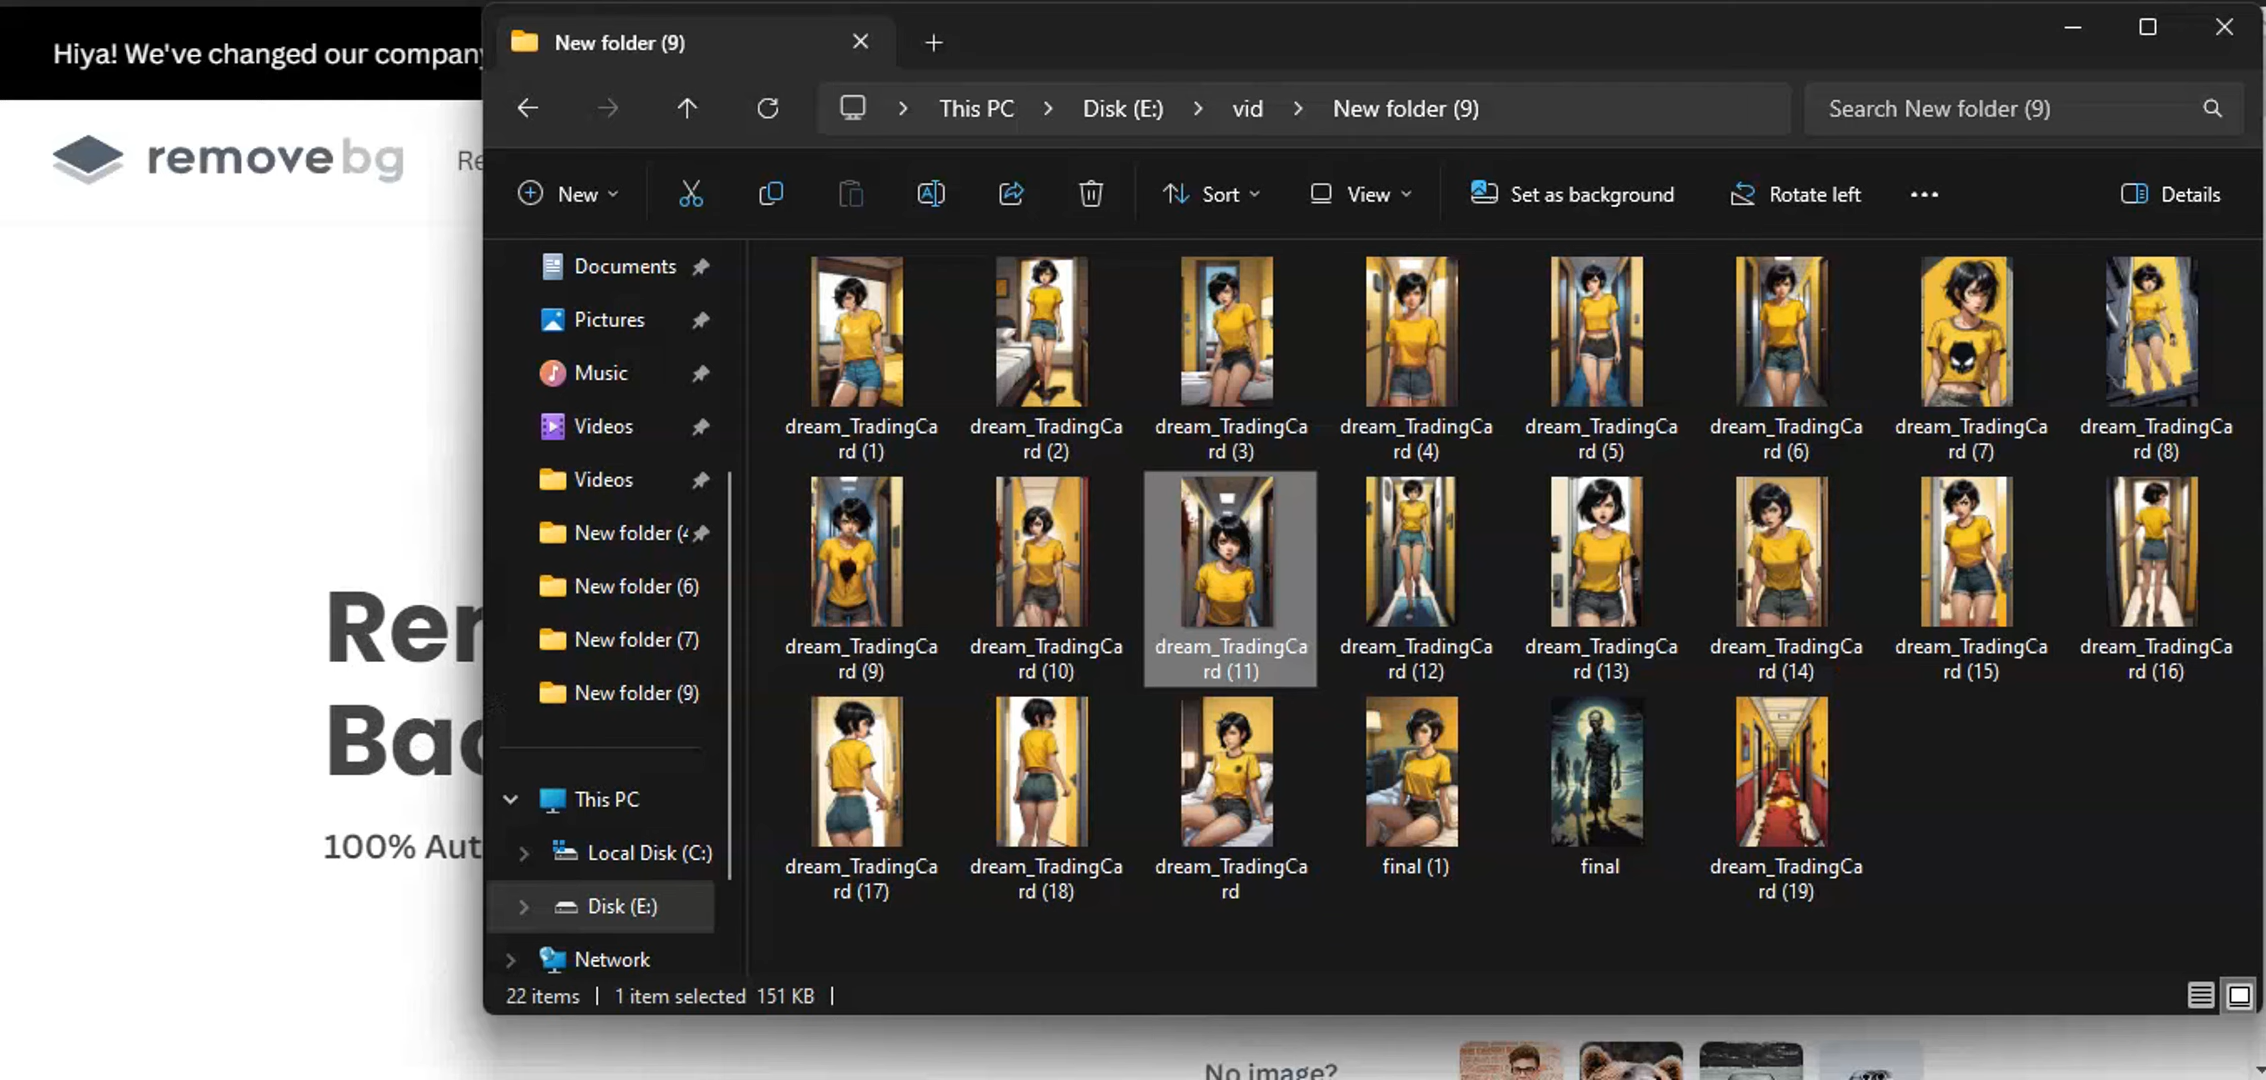 Hiya! We've changed our company
removebg
Re
Rer
Bac
100% Aut
New folder (9)
This PC
Disk (E:)
vid
New folder (9)
Search New folder (9)
New
Sort
View
Set as background
Rotate left
Details
Documents
Pictures
Music
Videos
Videos
New folder (4
New folder (6)
New folder (7)
New folder (9)
This PC
Local Disk (C:)
Disk (E:)
Network
dream_TradingCa
rd (1)
dream_TradingCa
rd (2)
dream_TradingCa
rd (3)
dream_TradingCa
rd (4)
dream_TradingCa
rd (5)
dream_TradingCa
rd (6)
dream_TradingCa
rd (7)
dream_TradingCa
rd (8)
dream_TradingCa
rd (9)
dream_TradingCa
rd (10)
dream_TradingCa
rd (11)
dream_TradingCa
rd (12)
dream_TradingCa
rd (13)
dream_TradingCa
rd (14)
dream_TradingCa
rd (15)
dream_TradingCa
rd (16)
dream_TradingCa
rd (17)
dream_TradingCa
rd (18)
dream_TradingCa
rd
final (1)
final
dream_TradingCa
rd (19)
22 items
1 item selected 151 KB
No image?